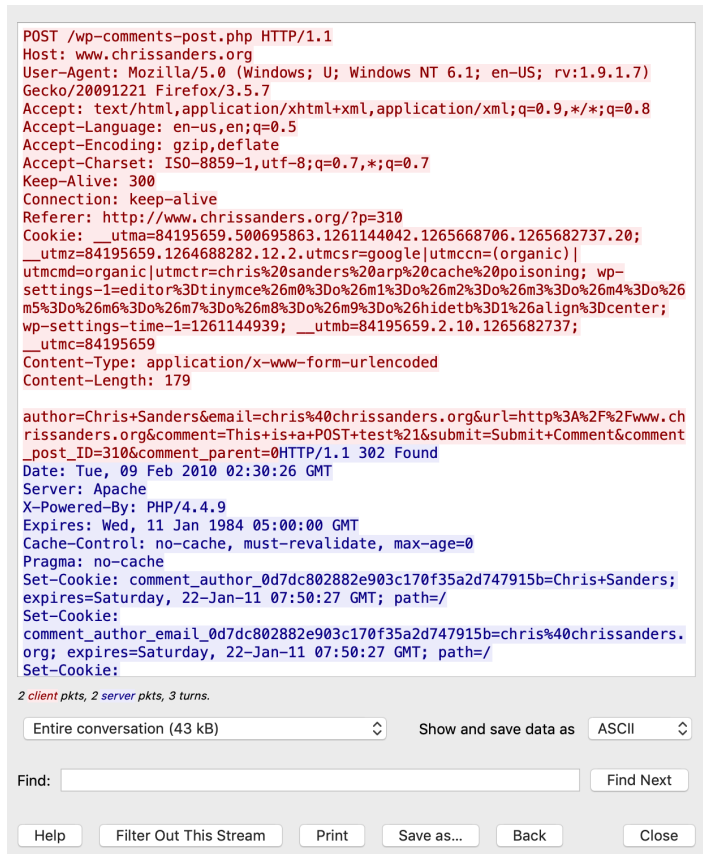 POST /wp-comments-post.php HTTP/1.1
Host: www.chrissanders.org
User-Agent: Mozilla/5.0 (Windows; U; Windows NT 6.1; en-US; rv:1.9.1.7)
Gecko/20091221 Firefox/3.5.7
Accept: text/html,application/xhtml+xml,application/xml;q=0.9,*/*;q=0.8
Accept-Language: en-us,en;q=0.5
Accept-Encoding: gzip,deflate
Accept-Charset: ISO-8859-1,utf-8;q=0.7,*;q=0.7
Keep-Alive: 300
Connection: keep-alive
Referer: http://www.chrissanders.org/?p=310
Cookie: __utma=84195659.500695863.1261144042.1265668706.1265682737.20;
__utmz=84195659.1264688282.12.2.utmcsr=google|utmccn=(organic)|
utmcmd=organic|utmctr=chris%20sanders%20arp%20cache%20poisoning; wp-
settings-1=editor%3Dtinymce%26m0%3Do%26m1%3Do%26m2%3Do%26m3%3Do%26m4%3Do%26
m5%3Do%26m6%3Do%26m7%3Do%26m8%3Do%26m9%3Do%26hidetb%3D1%26align%3Dcenter;
wp-settings-time-1=1261144939; __utmb=84195659.2.10.1265682737;
__utmc=84195659
Content-Type: application/x-www-form-urlencoded
Content-Length: 179
author=Chris+Sanders&email=chris%40chrissanders.org&url=http%3A%2F%2Fwww.ch
rissanders.org&comment=This+is+a+POST+test%21&submit=Submit+Comment&comment
_post_ID=310&comment_parent=0HTTP/1.1 302 Found
Date: Tue, 09 Feb 2010 02:30:26 GMT
Server: Apache
X-Powered-By: PHP/4.4.9
Expires: Wed, 11 Jan 1984 05:00:00 GMT
Cache-Control: no-cache, must-revalidate, max-age=0
Pragma: no-cache
Set-Cookie: comment_author_0d7dc802882e903c170f35a2d747915b=Chris+Sanders;
expires=Saturday, 22-Jan-11 07:50:27 GMT; path=/
Set-Cookie:
comment_author_email_0d7dc802882e903c170f35a2d747915b=chris%40chrissanders.
org; expires=Saturday, 22-Jan-11 07:50:27 GMT; path=/
Set-Cookie:
2 client pkts, 2 server pkts, 3 turns.
Entire conversation (43 kB) Show and save data as ASCII
Find: Find Next
Help Filter Out This Stream Print Save as... Back Close